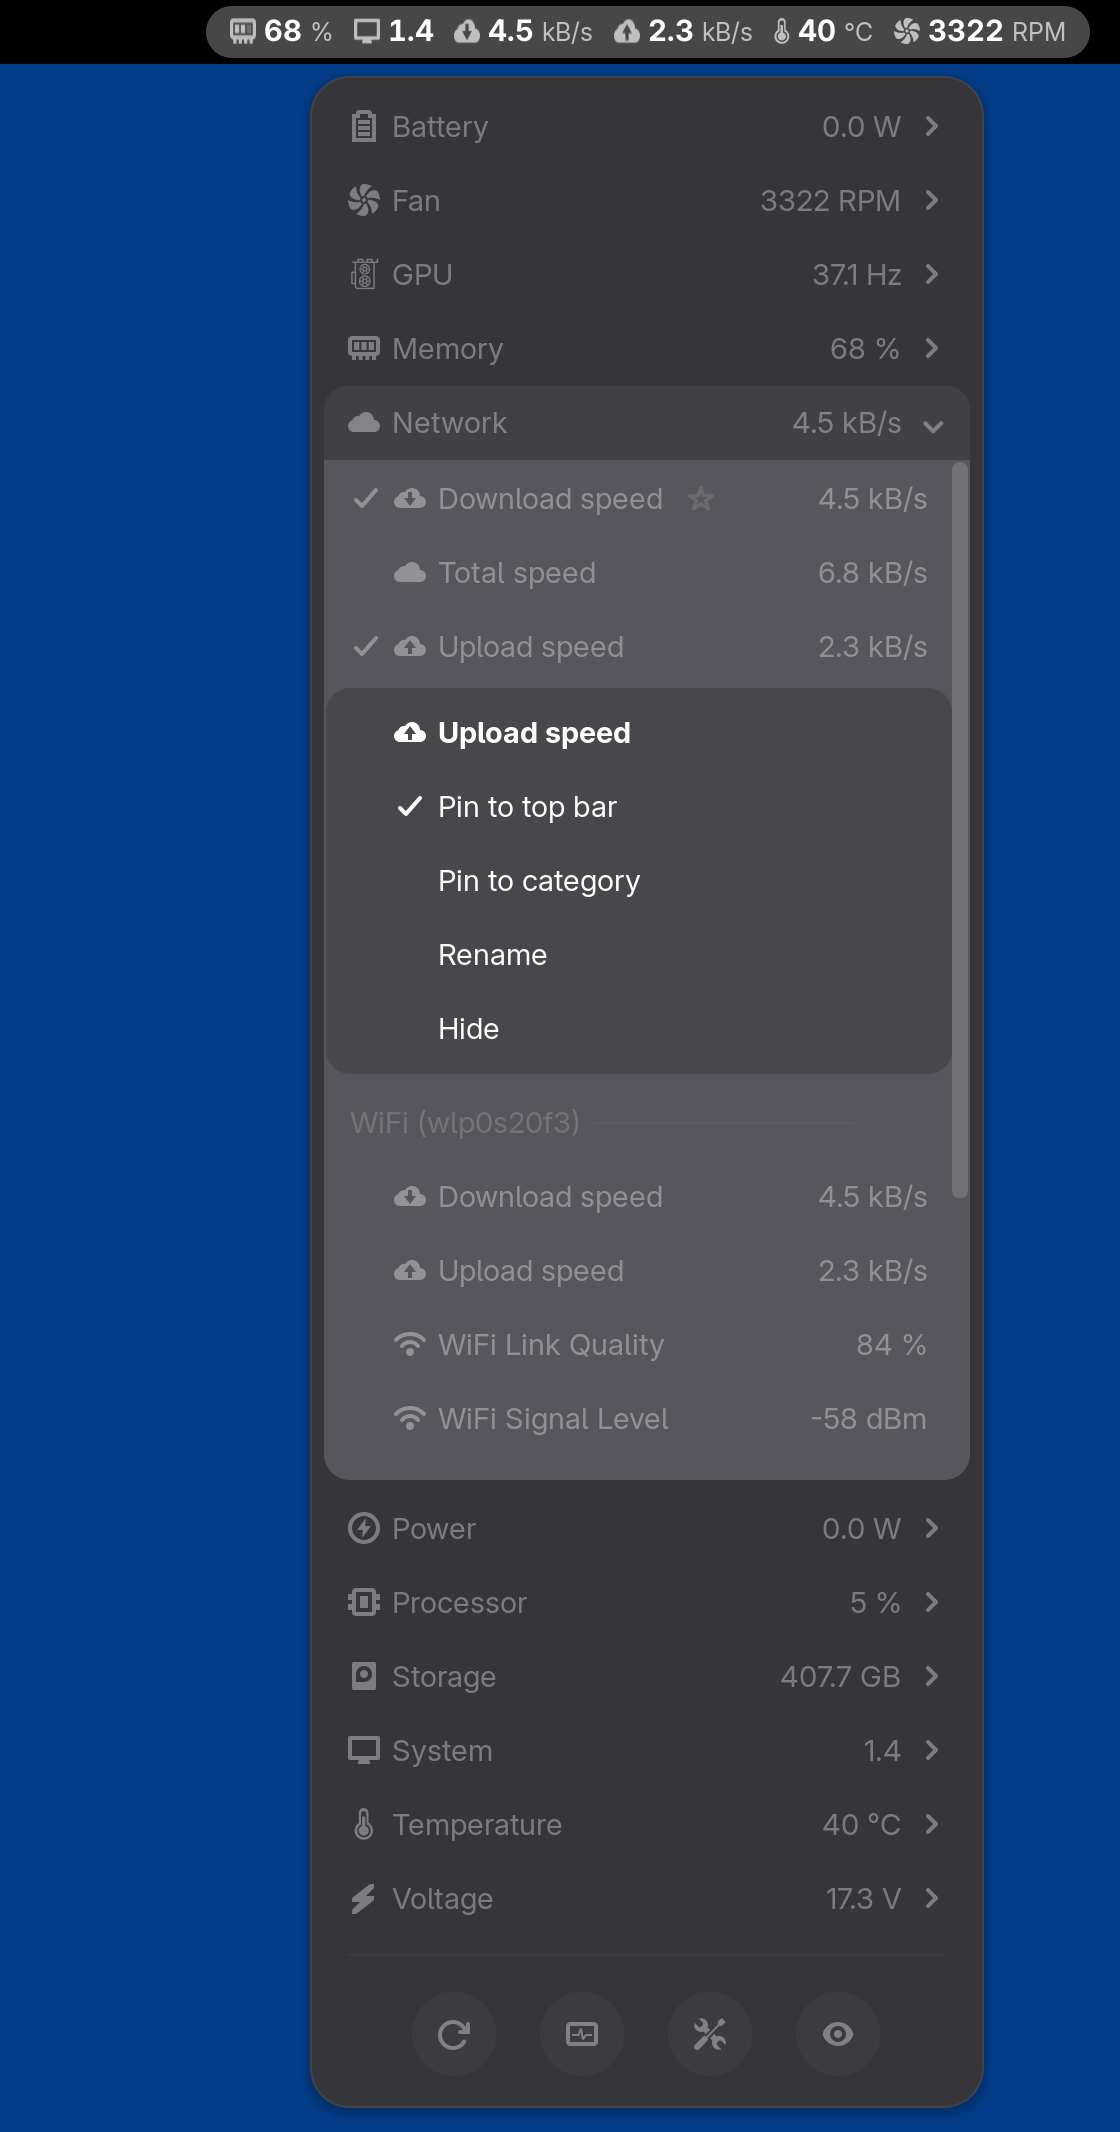 68 % 1.4 4.5 kB/s 2.3 kB/s 40 °C 3322 RPM
Battery 0.0 W
Fan 3322 RPM
GPU 37.1 Hz
Memory 68 %
Network 4.5 kB/s
Download speed 4.5 kB/s
Total speed 6.8 kB/s
Upload speed 2.3 kB/s
Upload speed
Pin to top bar
Pin to category
Rename
Hide
WiFi (wlp0s20f3)
Download speed 4.5 kB/s
Upload speed 2.3 kB/s
WiFi Link Quality 84 %
WiFi Signal Level -58 dBm
Power 0.0 W
Processor 5 %
Storage 407.7 GB
System 1.4
Temperature 40 °C
Voltage 17.3 V